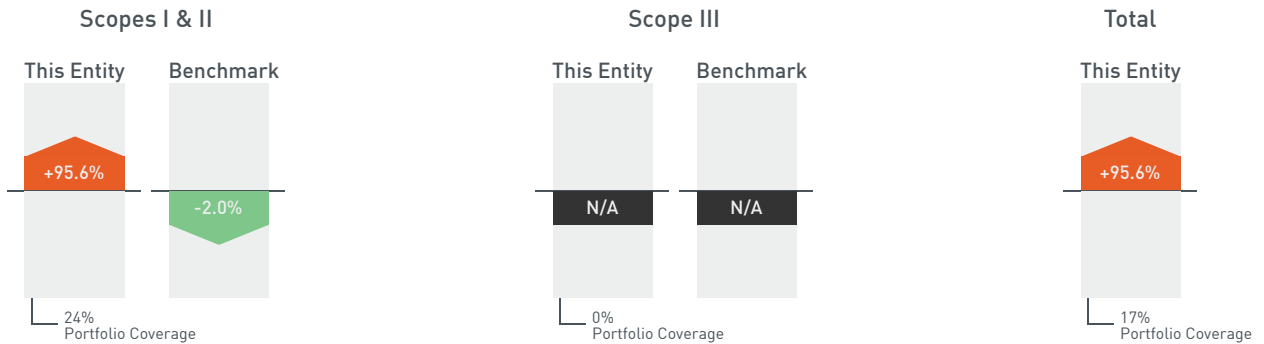 Scopes I & II
This Entity
Benchmark
+95.6%
-2.0%
24%
Portfolio Coverage
Scope III
This Entity
Benchmark
N/A
N/A
0%
Portfolio Coverage
Total
This Entity
+95.6%
17%
Portfolio Coverage